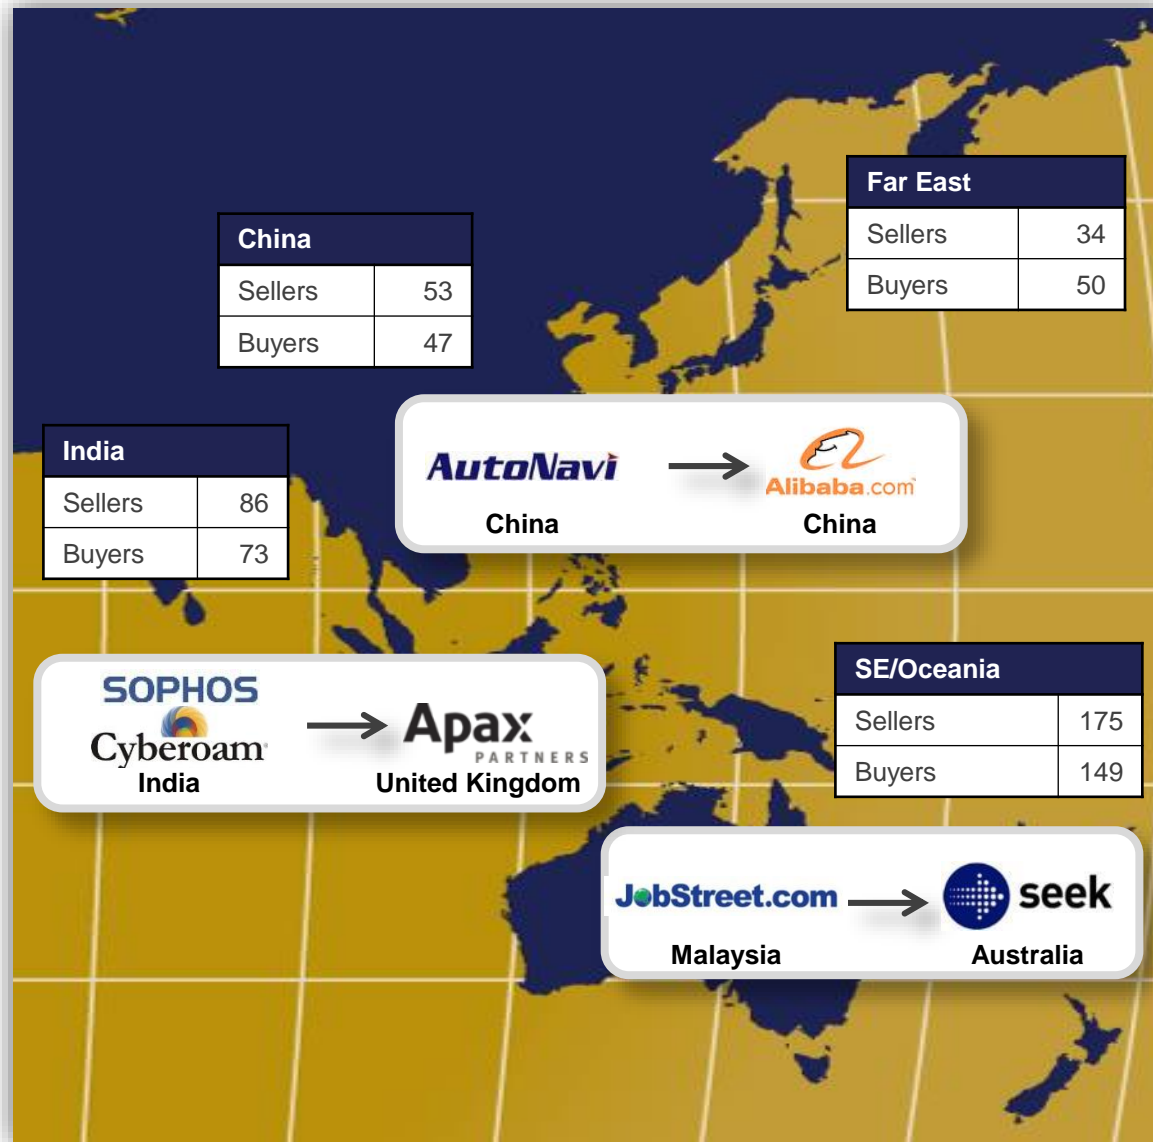 Far East
Sellers 34
Buyers 50
China
Sellers 53
Buyers 47
India
Sellers 86
Buyers 73
AutoNavi
Alibaba.com
China China
SOPHOS
Cyberoam
Apax
PARTNERS
India United Kingdom
SE/Oceania
Sellers 175
Buyers 149
JobStreet.com seek
Malaysia Australia